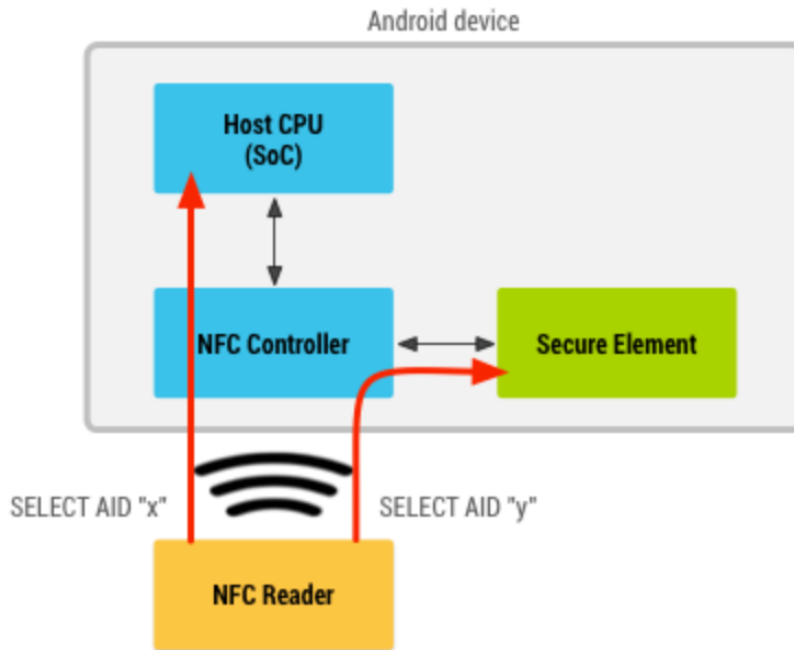 Android device
Host CPU
(SoC)
NFC Controller
Secure Element
SELECT AID "x"
SELECT AID "y"
NFC Reader